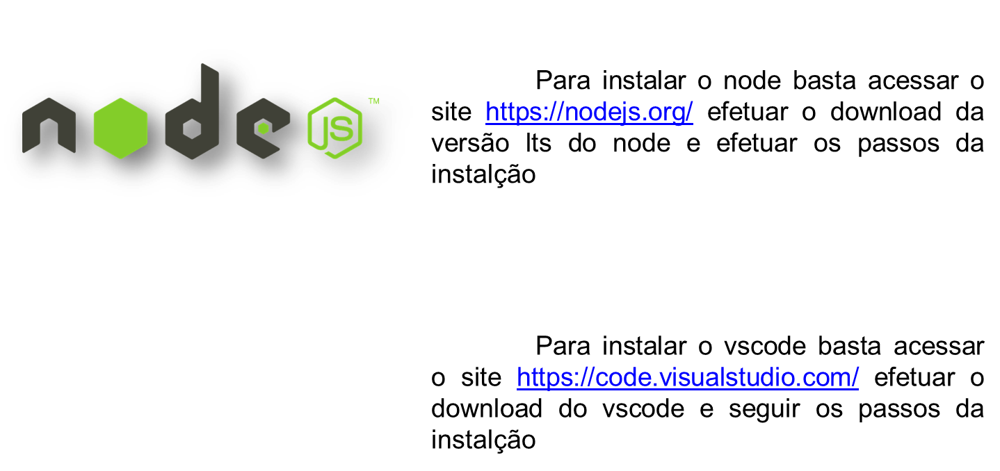 node JS ™
Para instalar o node basta acessar o
site https://nodejs.org/ efetuar o download da
versão lts do node e efetuar os passos da
instalção
Para instalar o vscode basta acessar
o site https://code.visualstudio.com/ efetuar o
download do vscode e seguir os passos da
instalção